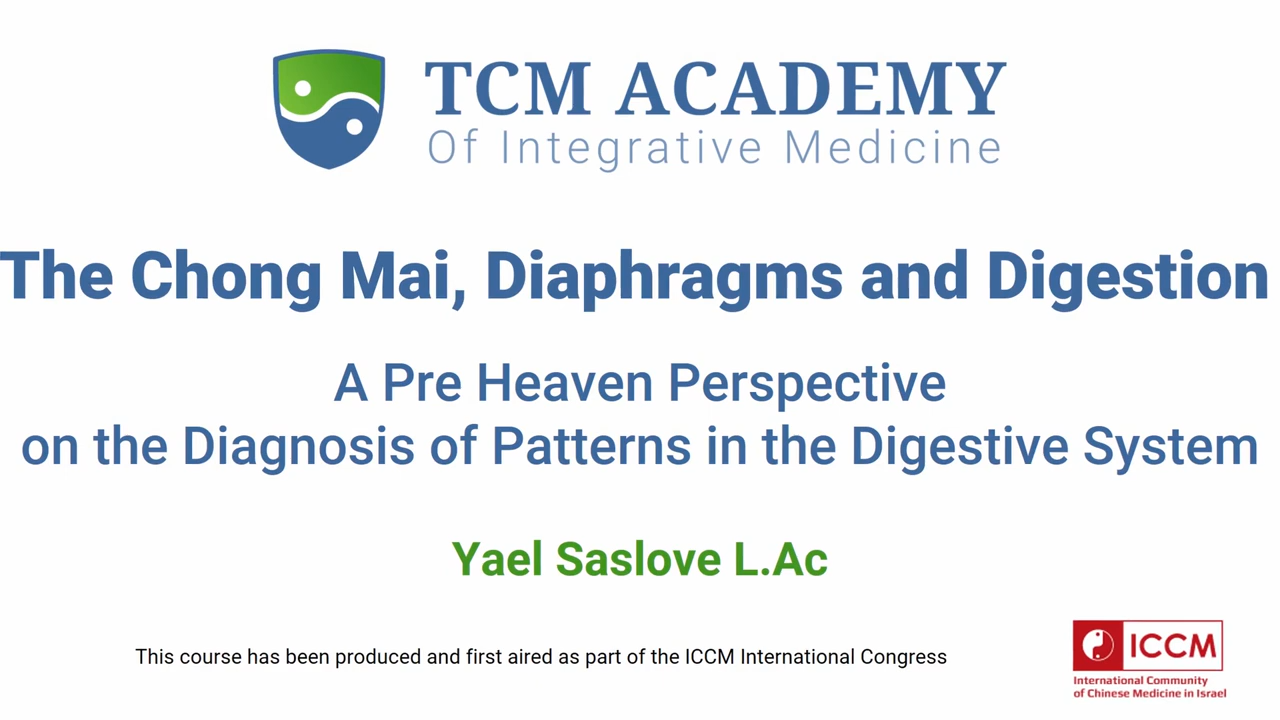 TCM ACADEMY
Of Integrative Medicine
The Chong Mai, Diaphragms and Digestion
A Pre Heaven Perspective
on the Diagnosis of Patterns in the Digestive System
Yael Saslove L.Ac
This course has been produced and first aired as part of the ICCM International Congress
ICCM
International Community
of Chinese Medicine in Israel